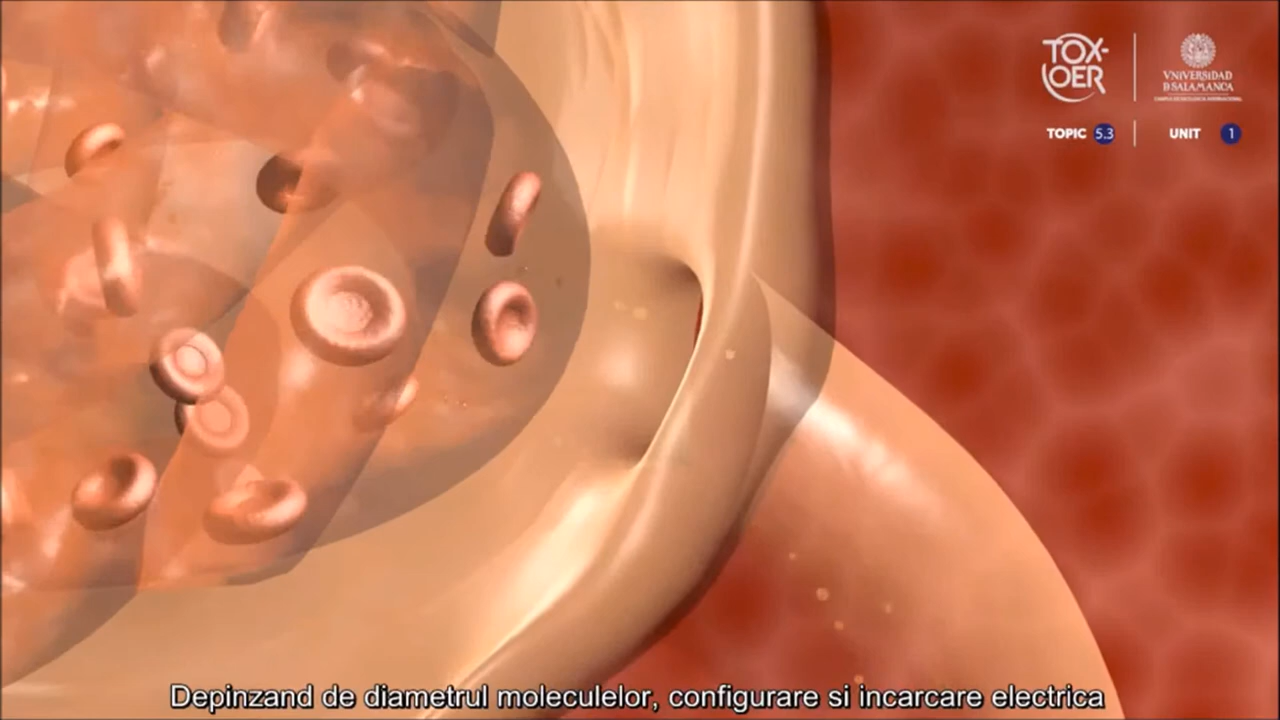 TOX-
OER
VNIVERSIDAD
D SALAMANCA
TOPIC 5.3
UNIT 1
Depinzand de diametrul moleculelor, configurare si incarcare electrica